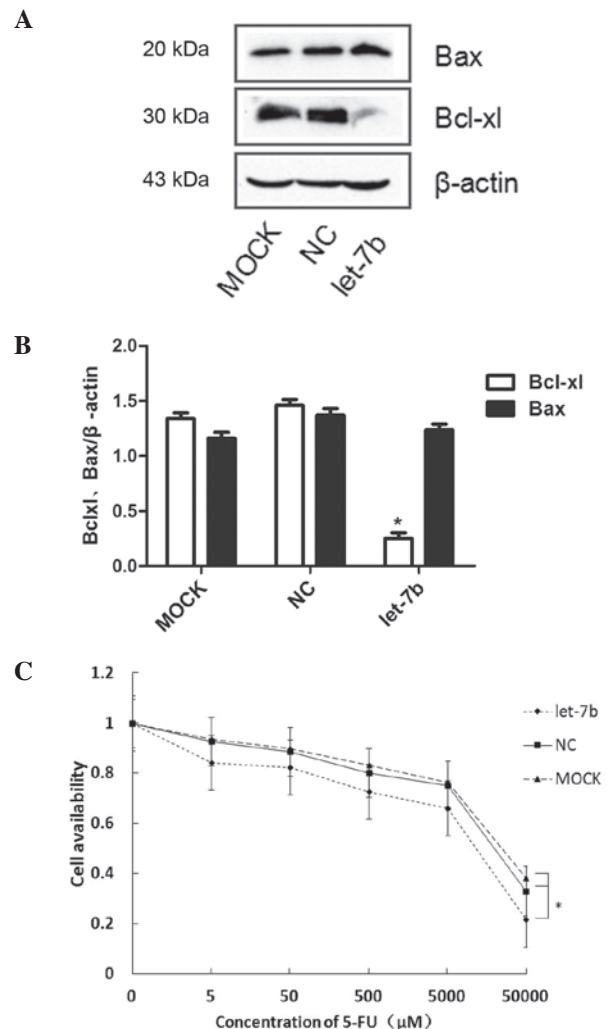 A
20 kDa
Bax
30 kDa
Bcl-xl
43 kDa
β-actin
MOCK
NC
let-7b
B
2.0
1.5
1.0
0.5
0.0
Bclxl、Bax/β -actin
Bcl-xl
Bax
*
MOCK
NC
let-7b
C
1.2
1
0.8
0.6
0.4
0.2
0
Cell availability
let-7b
NC
MOCK
*
0 5 50 500 5000 50000
Concentration of 5-FU（μM）